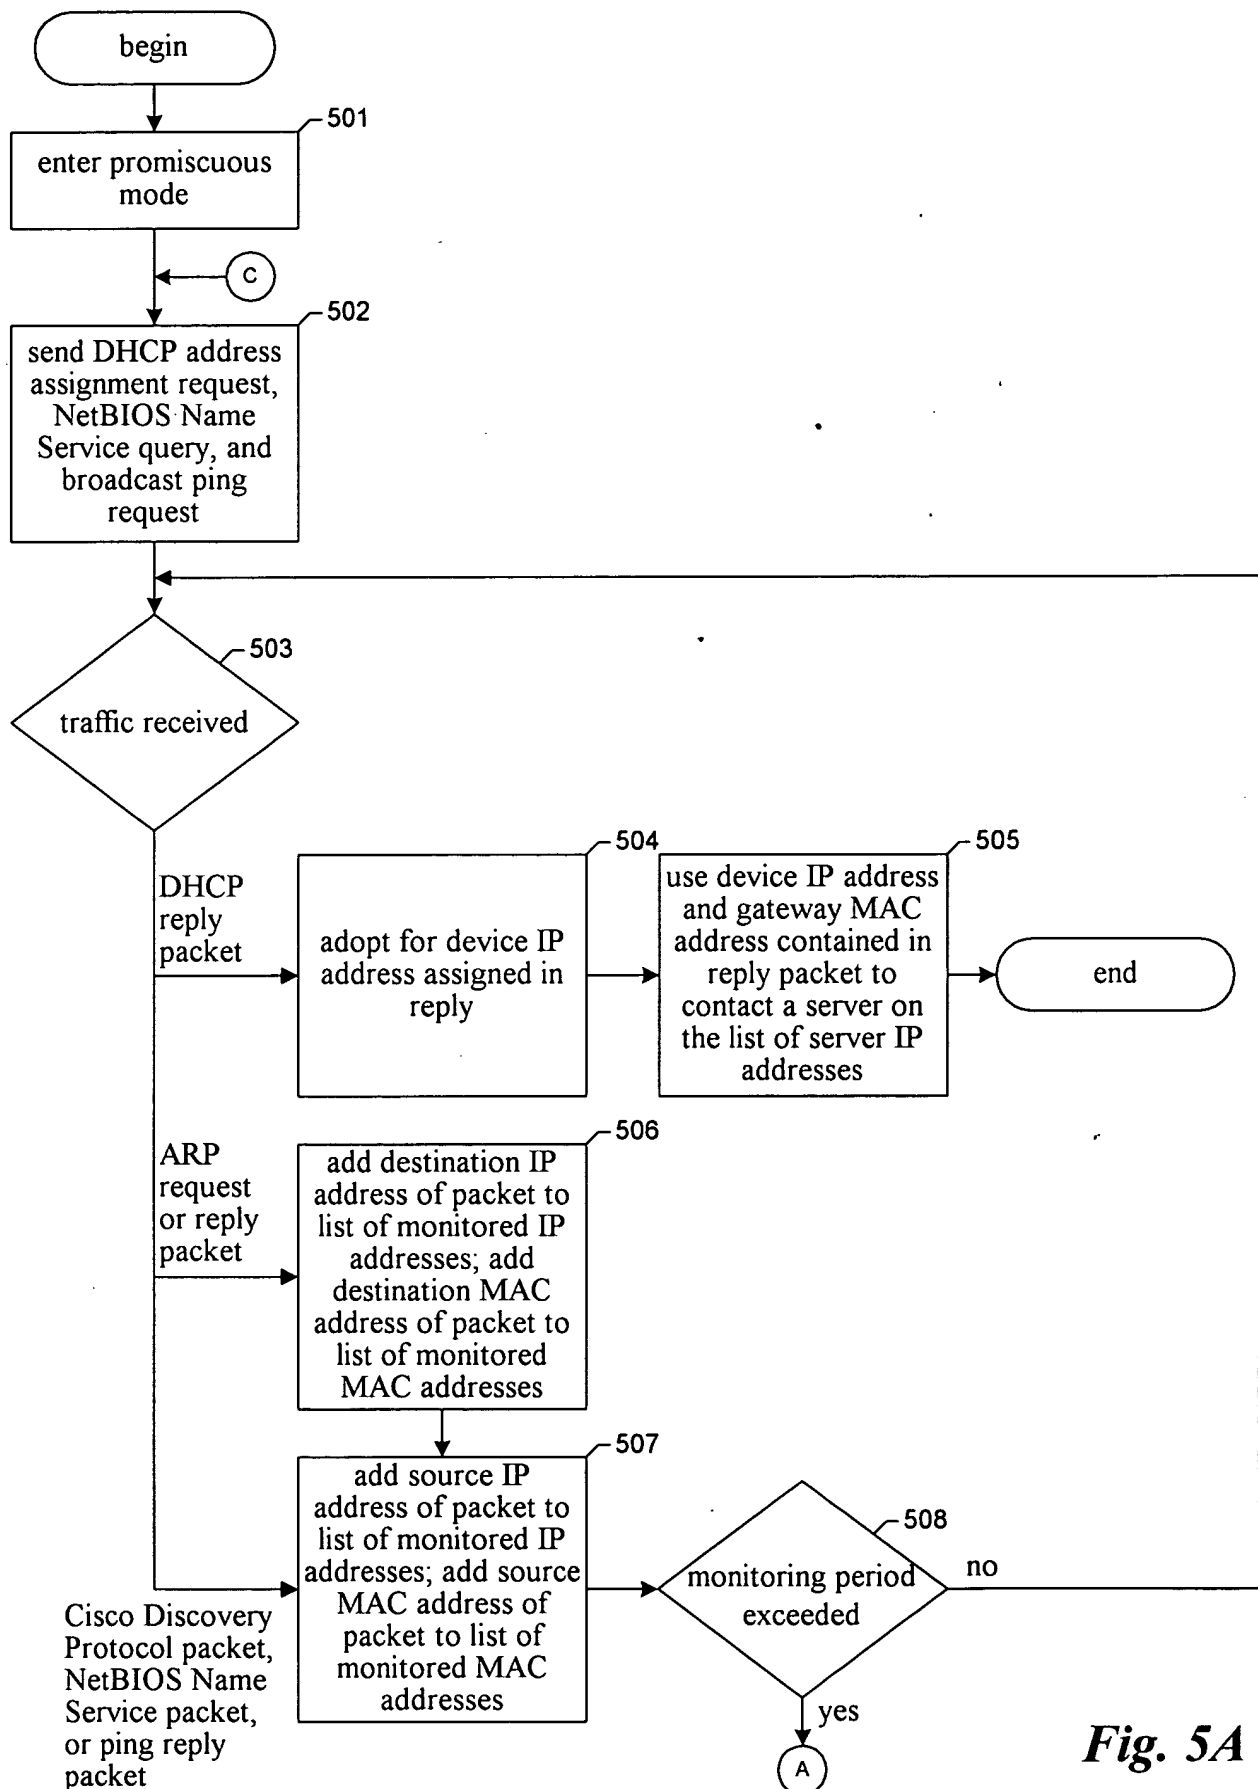 begin
501
enter promiscuous
mode
C
502
send DHCP address
assignment request,
NetBIOS Name
Service query, and
broadcast ping
request
503
traffic received
DHCP
reply
packet
504
adopt for device IP
address assigned in
reply
505
use device IP address
and gateway MAC
address contained in
reply packet to
contact a server on
the list of server IP
addresses
end
ARP
request
or reply
packet
506
add destination IP
address of packet to
list of monitored IP
addresses; add
destination MAC
address of packet to
list of monitored
MAC addresses
507
add source IP
address of packet to
list of monitored IP
addresses; add source
MAC address of
packet to list of
monitored MAC
addresses
508
monitoring period
exceeded
no
yes
A
Cisco Discovery
Protocol packet,
NetBIOS Name
Service packet,
or ping reply
packet
Fig. 5A